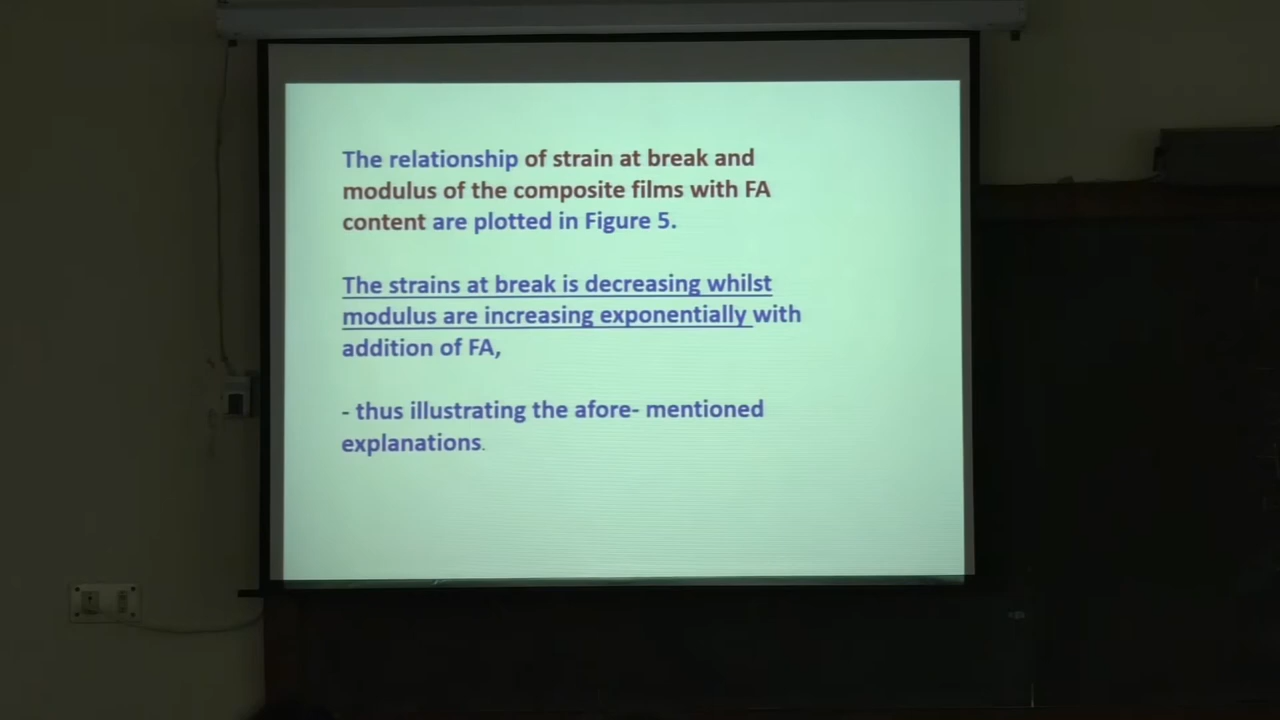 The relationship of strain at break and
modulus of the composite films with FA
content are plotted in Figure 5.
The strains at break is decreasing whilst
modulus are increasing exponentially with
addition of FA,
- thus illustrating the afore- mentioned
explanations.